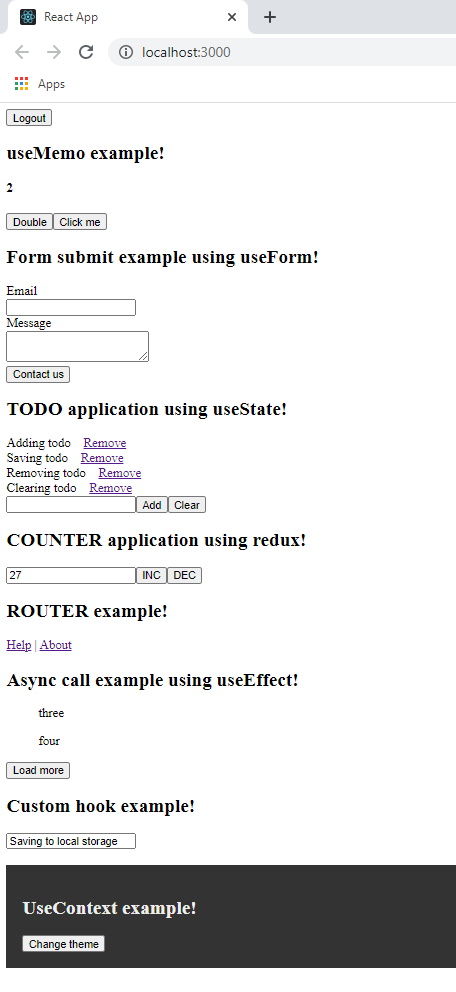 React App
localhost:3000
Apps
Logout
useMemo example!
2
Double Click me
Form submit example using useForm!
Email
Message
Contact us
TODO application using useState!
Adding todo Remove
Saving todo Remove
Removing todo Remove
Clearing todo Remove
Add Clear
COUNTER application using redux!
27 INC DEC
ROUTER example!
Help | About
Async call example using useEffect!
three
four
Load more
Custom hook example!
Saving to local storage
UseContext example!
Change theme